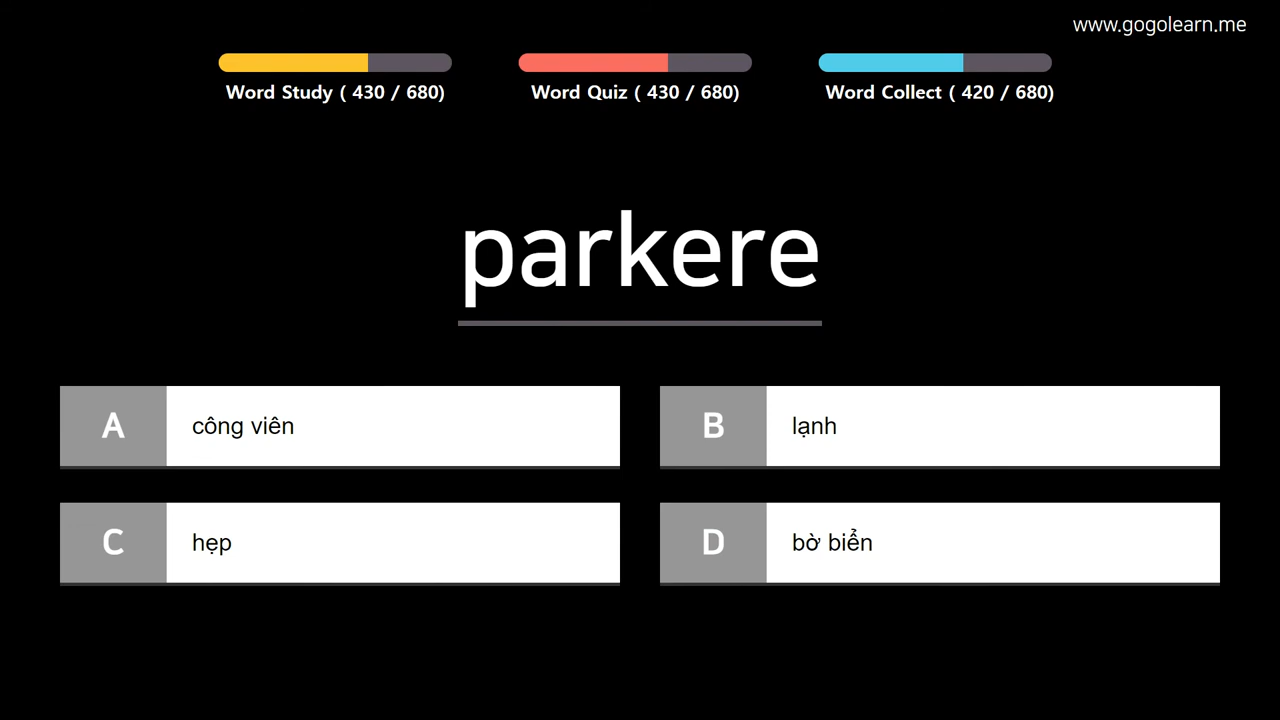 www.gogolearn.me
Word Study ( 430 / 680)
Word Quiz ( 430 / 680)
Word Collect ( 420 / 680)
parkere
A công viên
B lạnh
C hẹp
D bờ biển